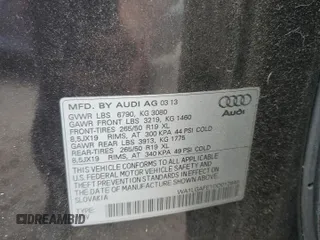 MFD. BY AUDI AG 03 13
GVWR LBS 6790, KG 3080
GAWR FRONT LBS 3219, KG 1460
FRONT-TIRES 265/50 R19 XL
8.5JX19 RIMS, AT 300 KPA 44 PSI COLD
GAWR REAR LBS 3913, KG 1775
REAR-TIRES 265/50 R19 XL
8.5JX19 RIMS, AT 340 KPA 49 PSI COLD
THIS VEHICLE CONFORMS TO ALL APPLICABLE
U.S. FEDERAL MOTOR VEHICLE SAFETY,
BUMPER AND THEFT PREVENTION
STANDARDS IN EFFECT ON
THE DATE OF MANUFACTURE SHOWN ABOVE
SLOVAKIA
TYPE:
Audi
DREAMBID